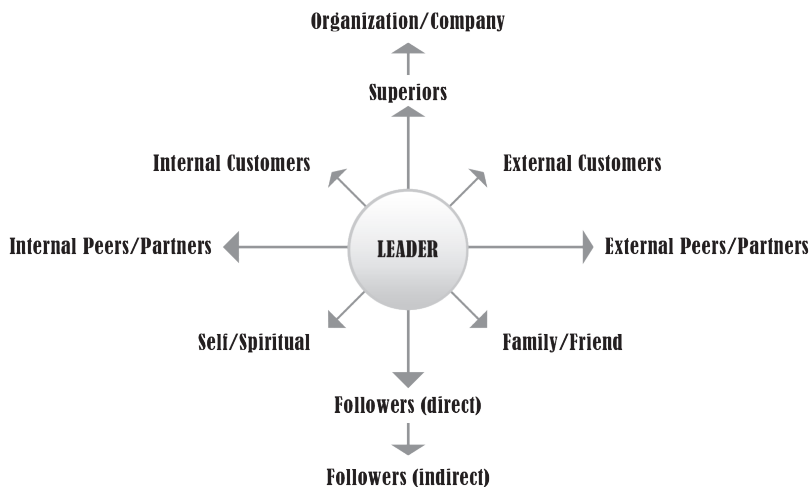 Organization/Company
Superiors
Internal Customers
External Customers
Internal Peers/Partners
LEADER
External Peers/Partners
Self/Spiritual
Family/Friend
Followers (direct)
Followers (indirect)